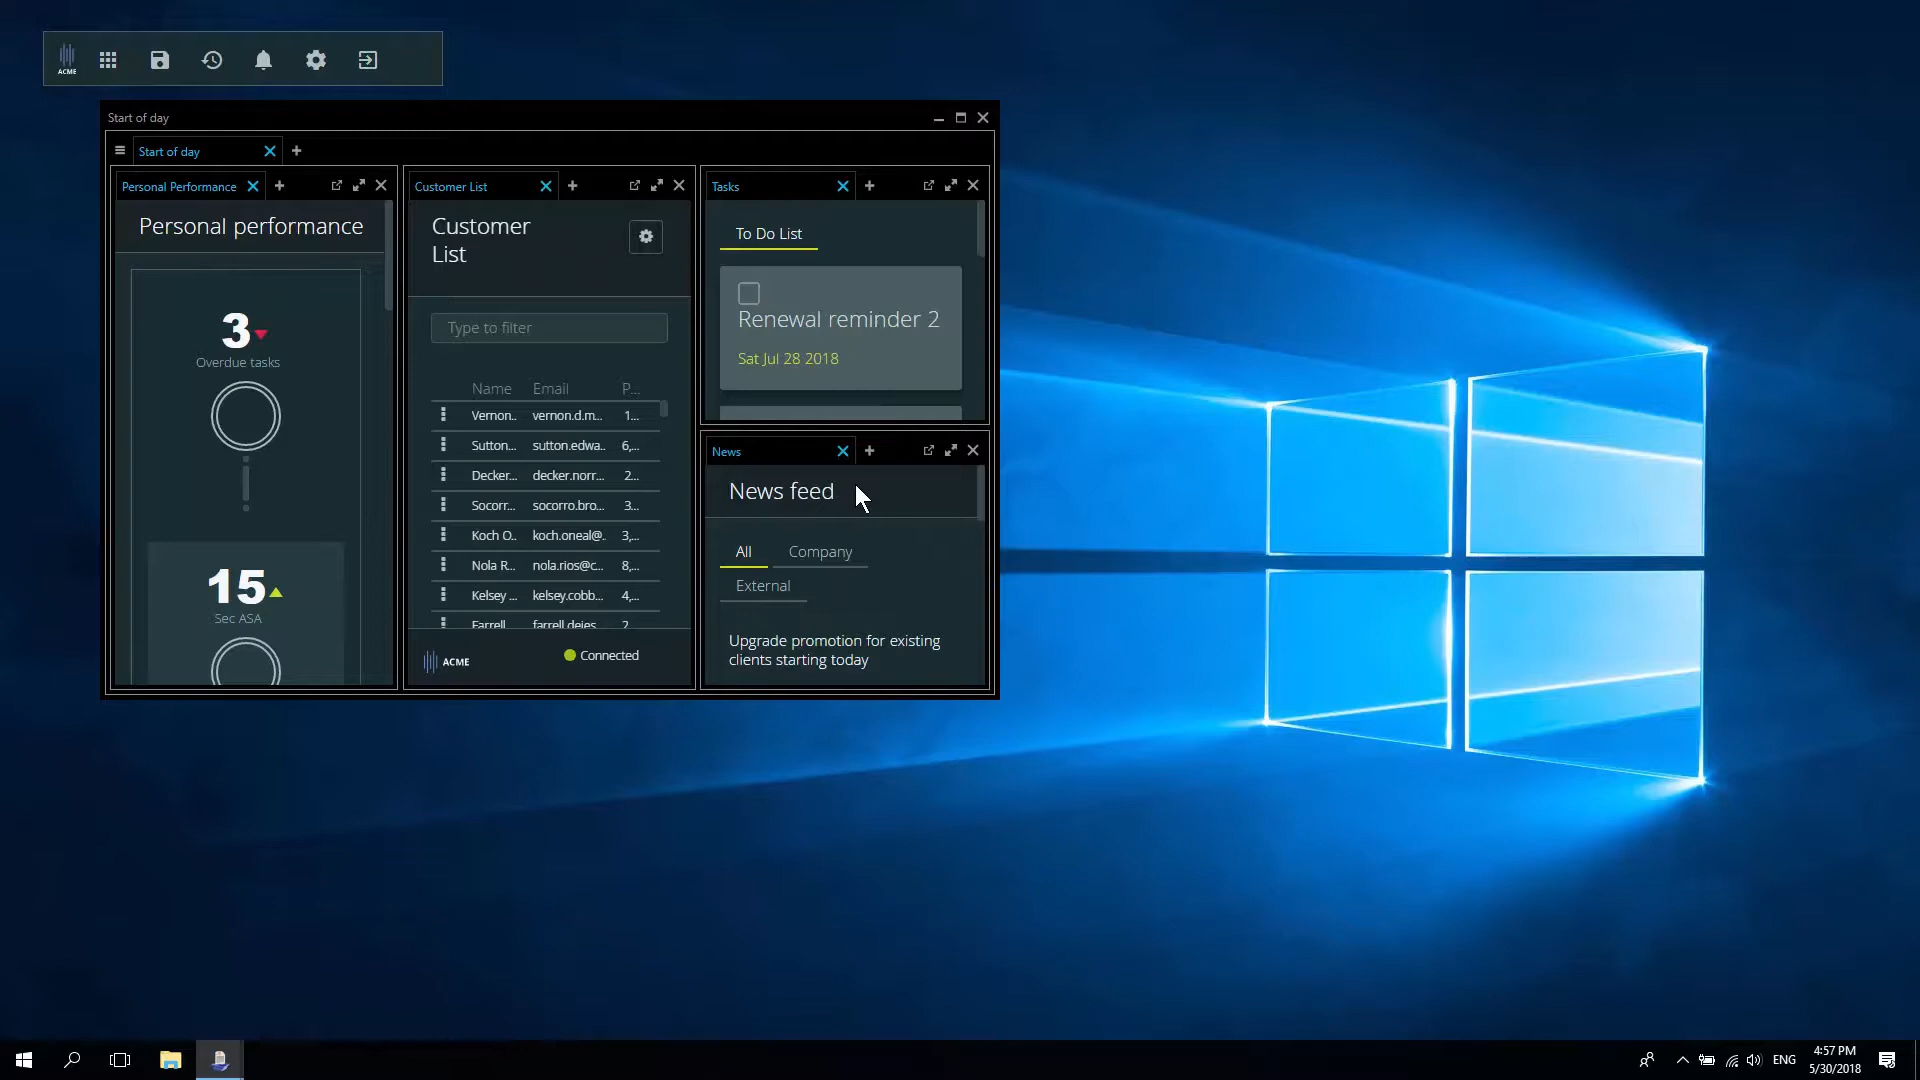 ACME
Start of day
Start of day
Personal Performance
Personal performance
3
Overdue tasks
15
Sec ASA
Customer List
Customer
List
Type to filter
Name Email P...
Vernon... vernon.d.m... 1...
Sutton... sutton.edwa... 6,...
Decker... decker.norr... 2...
Socorr... socorro.bro... 3...
Koch O... koch.oneal@... 3,...
Nola R... nola.rios@c... 8,...
Kelsey ... kelsey.cobb... 4,...
Farrell farrell.dejes 2
ACME Connected
Tasks
To Do List
Renewal reminder 2
Sat Jul 28 2018
News
News feed
All Company
External
Upgrade promotion for existing
clients starting today
ENG
4:57 PM
5/30/2018